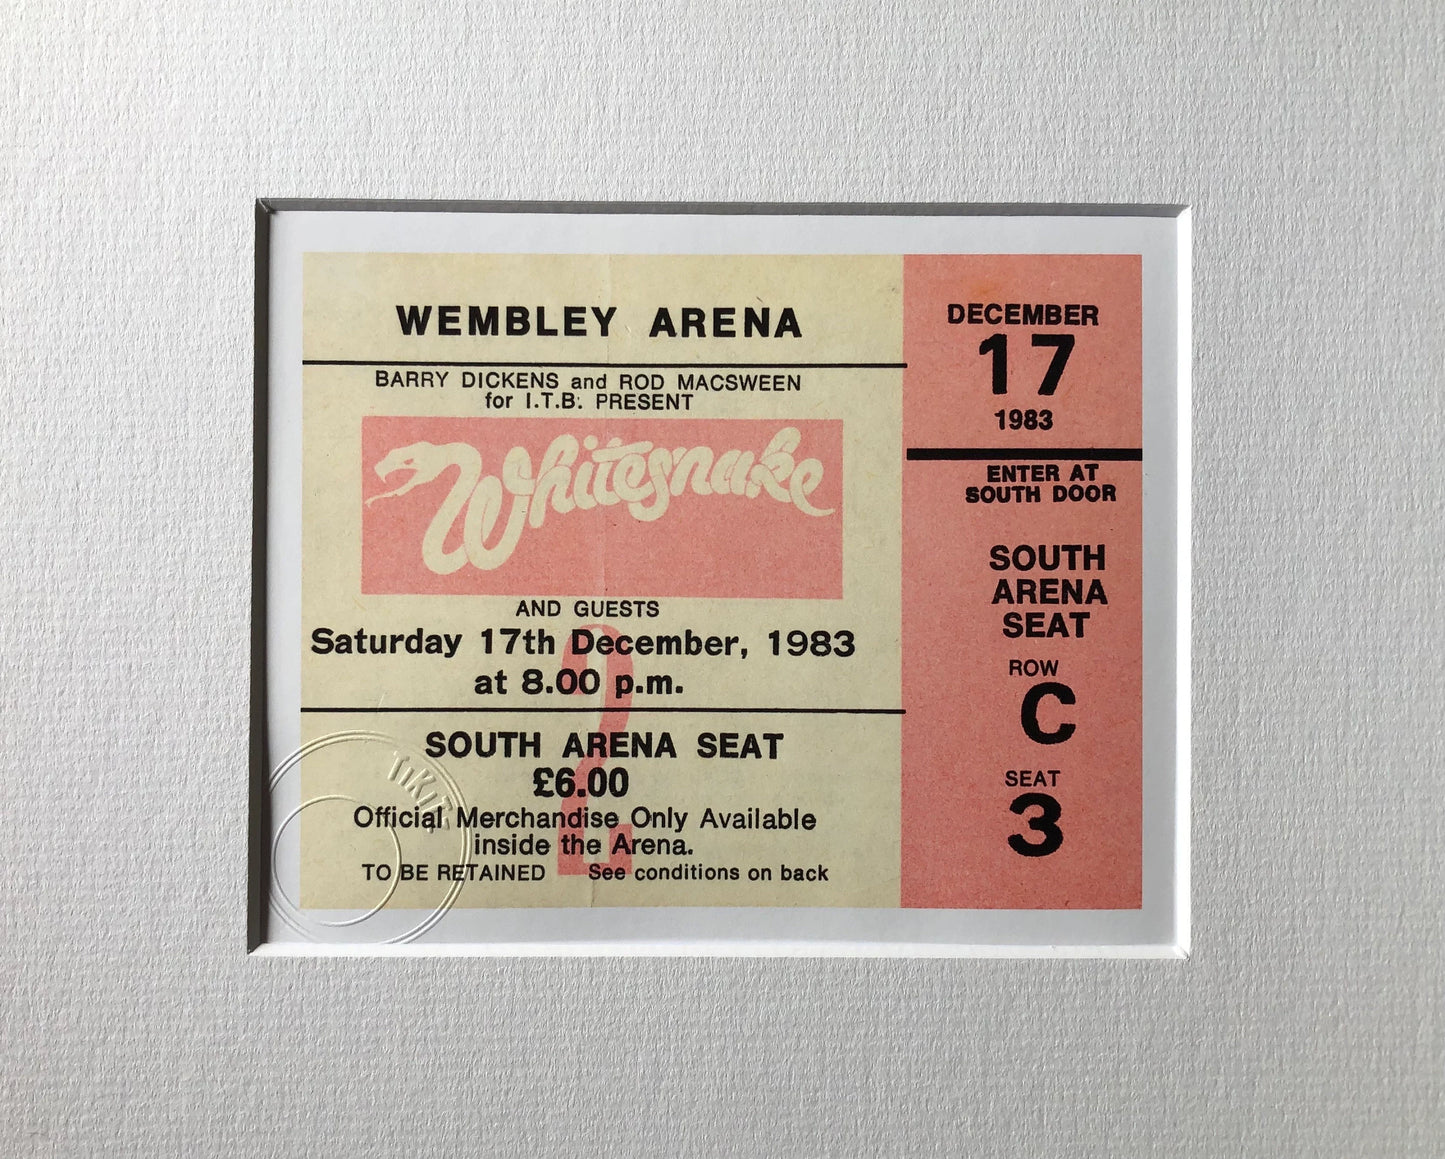 WEMBLEY ARENA
BARRY DICKENS and ROD MACSWEEN
for I.T.B. PRESENT
Whitesnake
AND GUESTS
Saturday 17th December, 1983
at 8.00 p.m.
2
SOUTH ARENA SEAT
£6.00
Official Merchandise Only Available
inside the Arena.
TO BE RETAINED See conditions on back
DECEMBER
17
1983
ENTER AT
SOUTH DOOR
SOUTH
ARENA
SEAT
ROW
C
SEAT
3